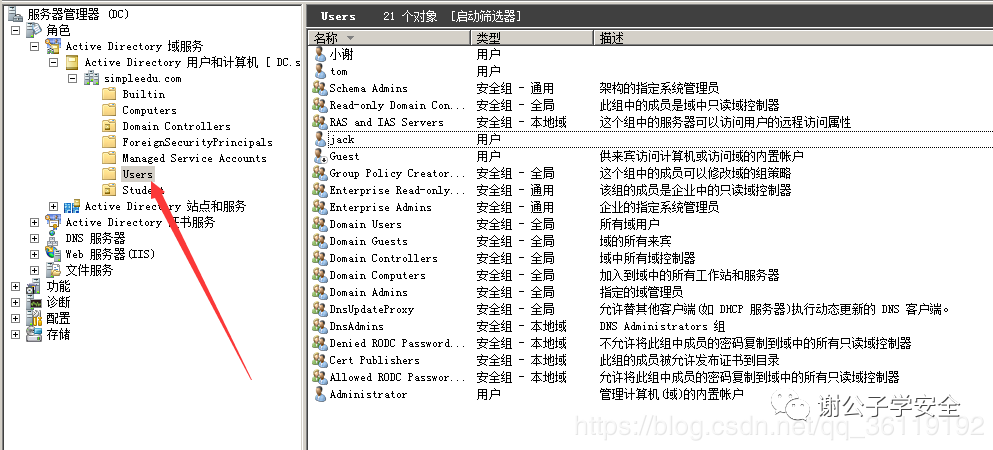 服务器管理器 (DC)
角色
Active Directory 域服务
Active Directory 用户和计算机 [ DC.s
simpleedu.com
Builtin
Computers
Domain Controllers
ForeignSecurityPrincipals
Managed Service Accounts
Users
Studen
Active Directory 站点和服务
Active Directory 证书服务
DNS 服务器
Web 服务器(IIS)
文件服务
功能
诊断
配置
存储
Users 21 个对象 [启动筛选器]
名称 类型 描述
小谢 用户
tom 用户
Schema Admins 安全组 - 通用 架构的指定系统管理员
Read-only Domain Con... 安全组 - 全局 此组中的成员是域中只读域控制器
RAS and IAS Servers 安全组 - 本地域 这个组中的服务器可以访问用户的远程访问属性
jack 用户
Guest 用户 供来宾访问计算机或访问域的内置帐户
Group Policy Creator... 安全组 - 全局 这个组中的成员可以修改域的组策略
Enterprise Read-only... 安全组 - 通用 该组的成员是企业中的只读域控制器
Enterprise Admins 安全组 - 通用 企业的指定系统管理员
Domain Users 安全组 - 全局 所有域用户
Domain Guests 安全组 - 全局 域的所有来宾
Domain Controllers 安全组 - 全局 域中所有域控制器
Domain Computers 安全组 - 全局 加入到域中的所有工作站和服务器
Domain Admins 安全组 - 全局 指定的域管理员
DnsUpdateProxy 安全组 - 全局 允许替其他客户端(如 DHCP 服务器)执行动态更新的 DNS 客户端。
DnsAdmins 安全组 - 本地域 DNS Administrators 组
Denied RODC Password... 安全组 - 本地域 不允许将此组中成员的密码复制到域中的所有只读域控制器
Cert Publishers 安全组 - 本地域 此组的成员被允许发布证书到目录
Allowed RODC Passwor... 安全组 - 本地域 允许将此组中成员的密码复制到域中的所有只读域控制器
Administrator 用户 管理计算机(域)的内置帐户
谢公子学安全
https://blog.csdn.net/qq_36119192